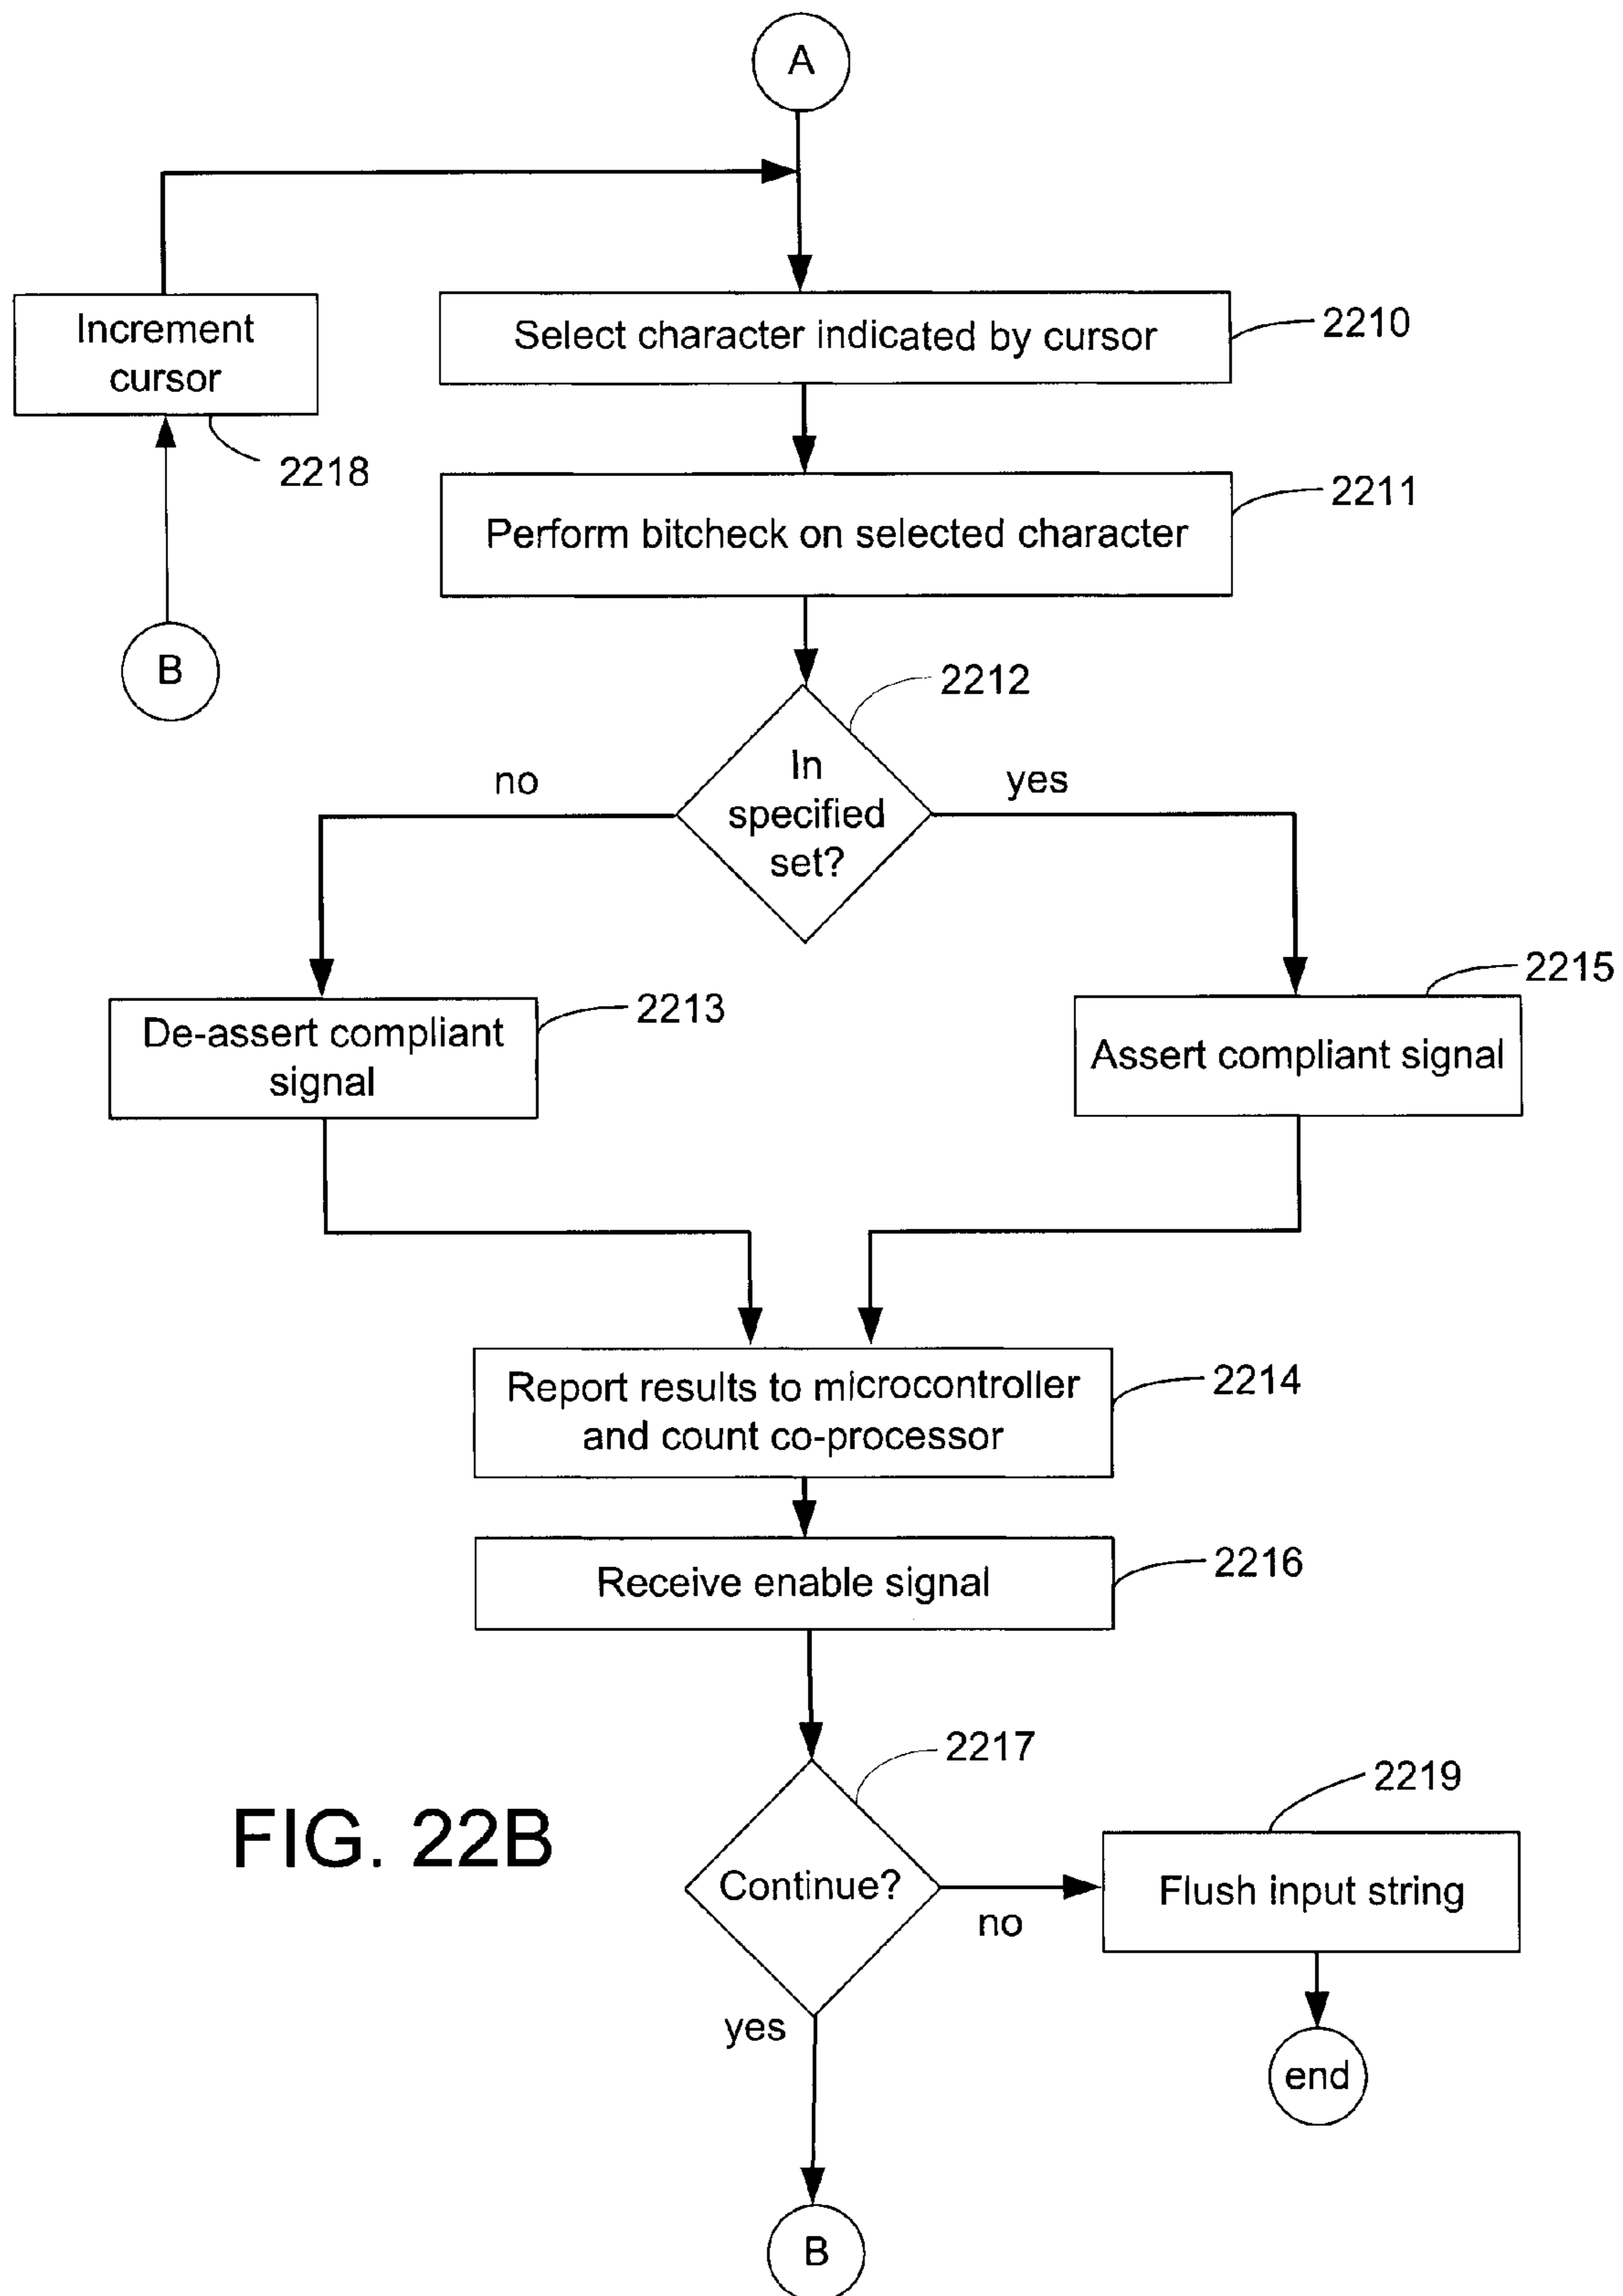 A
Increment
cursor
2218
B
Select character indicated by cursor
2210
Perform bitcheck on selected character
2211
2212
In
specified
set?
no
yes
De-assert compliant
signal
2213
Assert compliant signal
2215
Report results to microcontroller
and count co-processor
2214
Receive enable signal
2216
2217
Continue?
no
yes
2219
Flush input string
end
B
FIG. 22B